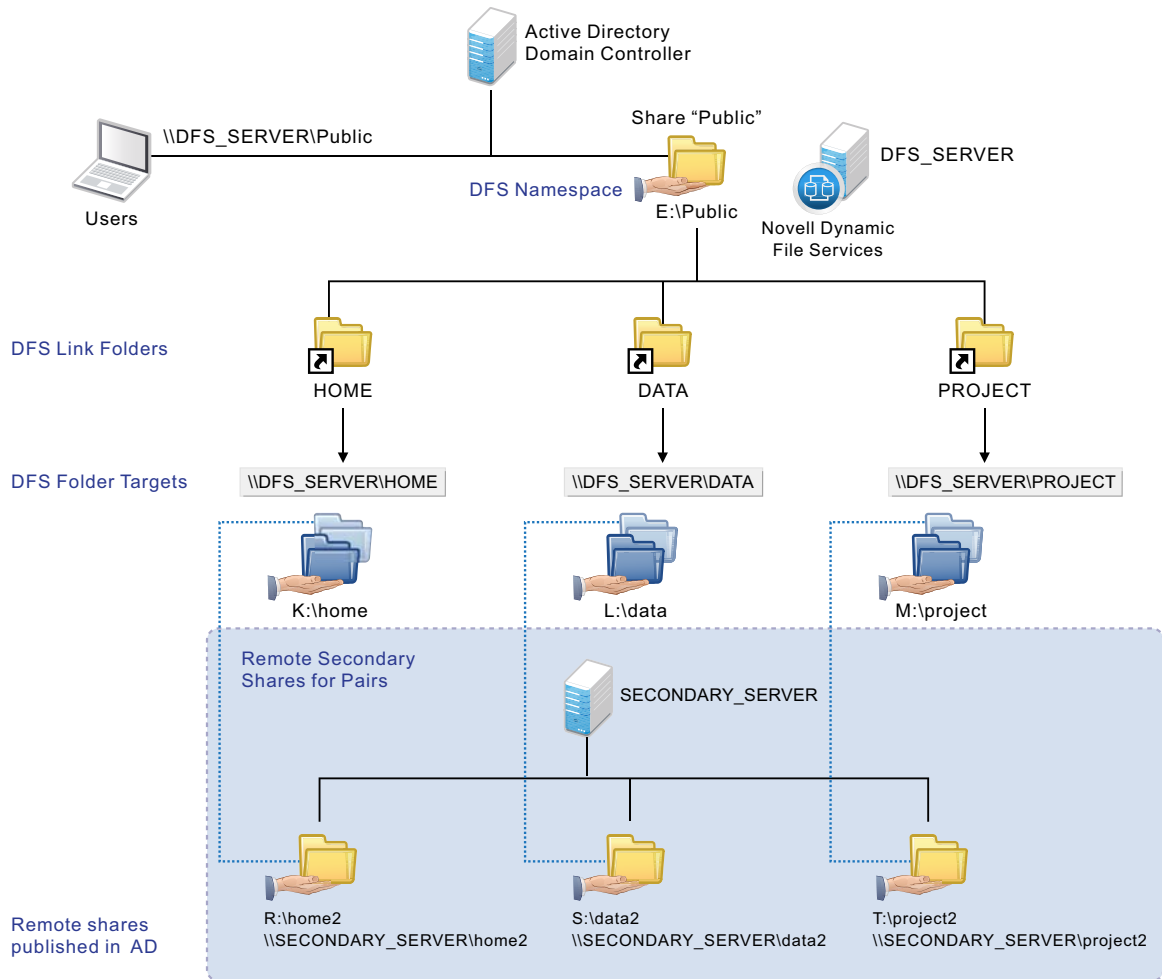 Active Directory
Domain Controller
\\DFS_SERVER\Public
Share “Public”
DFS_SERVER
DFS Namespace
Users
E:\Public
Novell Dynamic
File Services
DFS Link Folders
HOME
DATA
PROJECT
DFS Folder Targets
\\DFS_SERVER\HOME
\\DFS_SERVER\DATA
\\DFS_SERVER\PROJECT
K:\home
L:\data
M:\project
Remote Secondary
Shares for Pairs
SECONDARY_SERVER
R:\home2
\\SECONDARY_SERVER\home2
S:\data2
\\SECONDARY_SERVER\data2
T:\project2
\\SECONDARY_SERVER\project2
Remote shares
published in AD